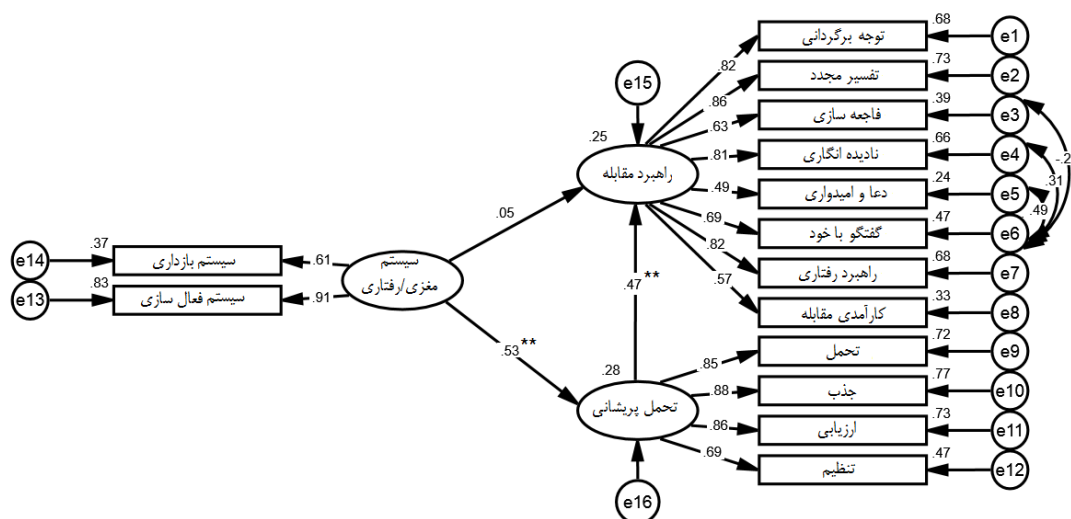 .68
توجه برگردانی
e1
.82
.73
تفسیر مجدد
e2
.86
e15
.39
فاجعه سازی
e3
.63
.25
.66
نادیده انگاری
e4
-.2
.81
راهبرد مقابله
.31
.24
دعا و امیدواری
e5
.49
.49
.05
.69
.47
گفتگو با خود
e6
.82
.37
e14
سیستم بازداری
.61
سیستم
مغزی/رفتاری
.68
راهبرد رفتاری
e7
.47**
.57
.83
e13
سیستم فعال سازی
.91
.33
کارآمدی مقابله
e8
.53**
.72
تحمل
e9
.85
.28
.77
جذب
e10
.88
تحمل پریشانی
.73
ارزیابی
e11
.86
.69
.47
تنظیم
e12
e16